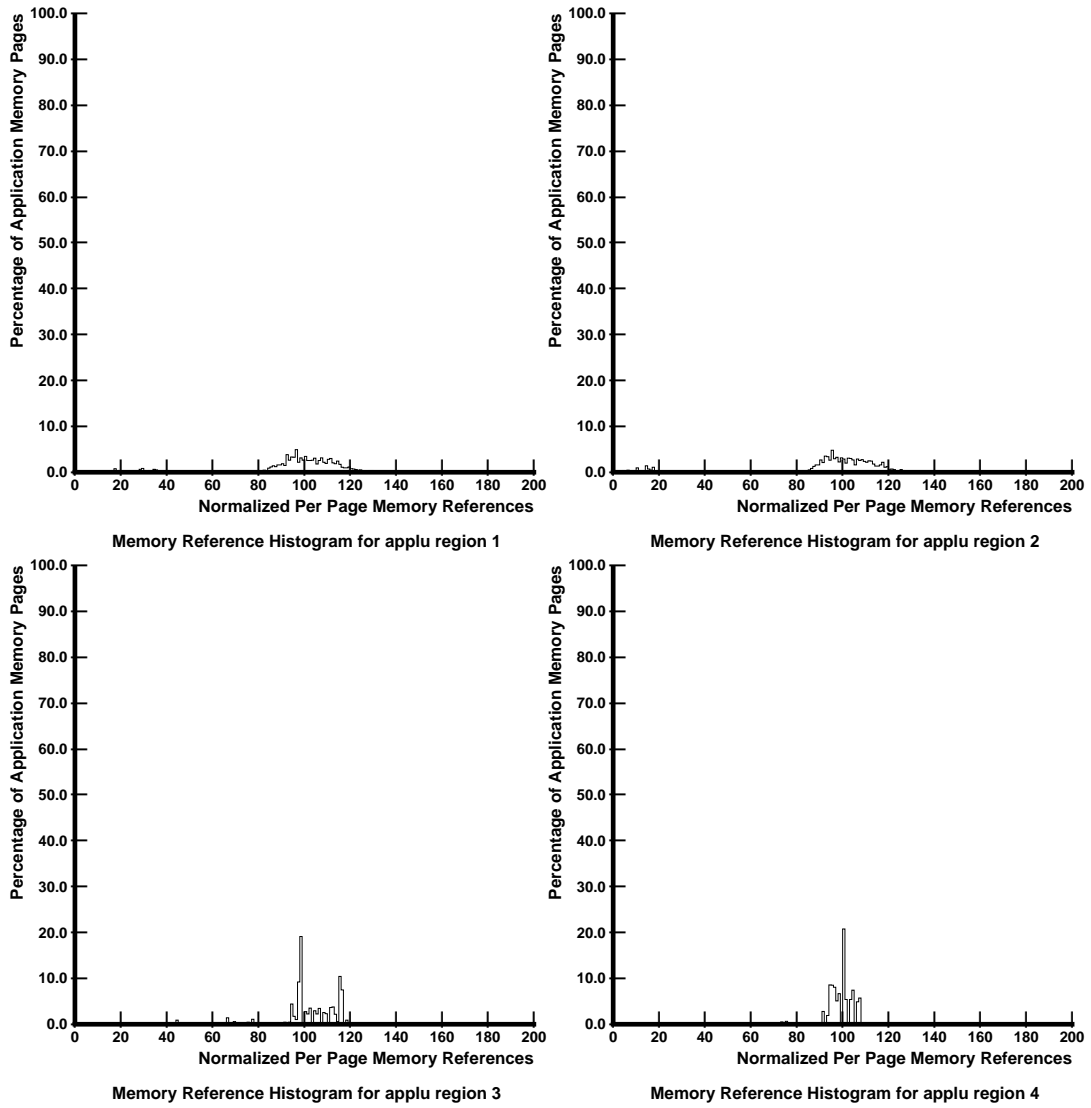 Percentage of Application Memory Pages
100.0
90.0
80.0
70.0
60.0
50.0
40.0
30.0
20.0
10.0
0.0
0 20 40 60 80 100 120 140 160 180 200
Normalized Per Page Memory References
Memory Reference Histogram for applu region 1
Percentage of Application Memory Pages
100.0
90.0
80.0
70.0
60.0
50.0
40.0
30.0
20.0
10.0
0.0
0 20 40 60 80 100 120 140 160 180 200
Normalized Per Page Memory References
Memory Reference Histogram for applu region 2
Percentage of Application Memory Pages
100.0
90.0
80.0
70.0
60.0
50.0
40.0
30.0
20.0
10.0
0.0
0 20 40 60 80 100 120 140 160 180 200
Normalized Per Page Memory References
Memory Reference Histogram for applu region 3
Percentage of Application Memory Pages
100.0
90.0
80.0
70.0
60.0
50.0
40.0
30.0
20.0
10.0
0.0
0 20 40 60 80 100 120 140 160 180 200
Normalized Per Page Memory References
Memory Reference Histogram for applu region 4